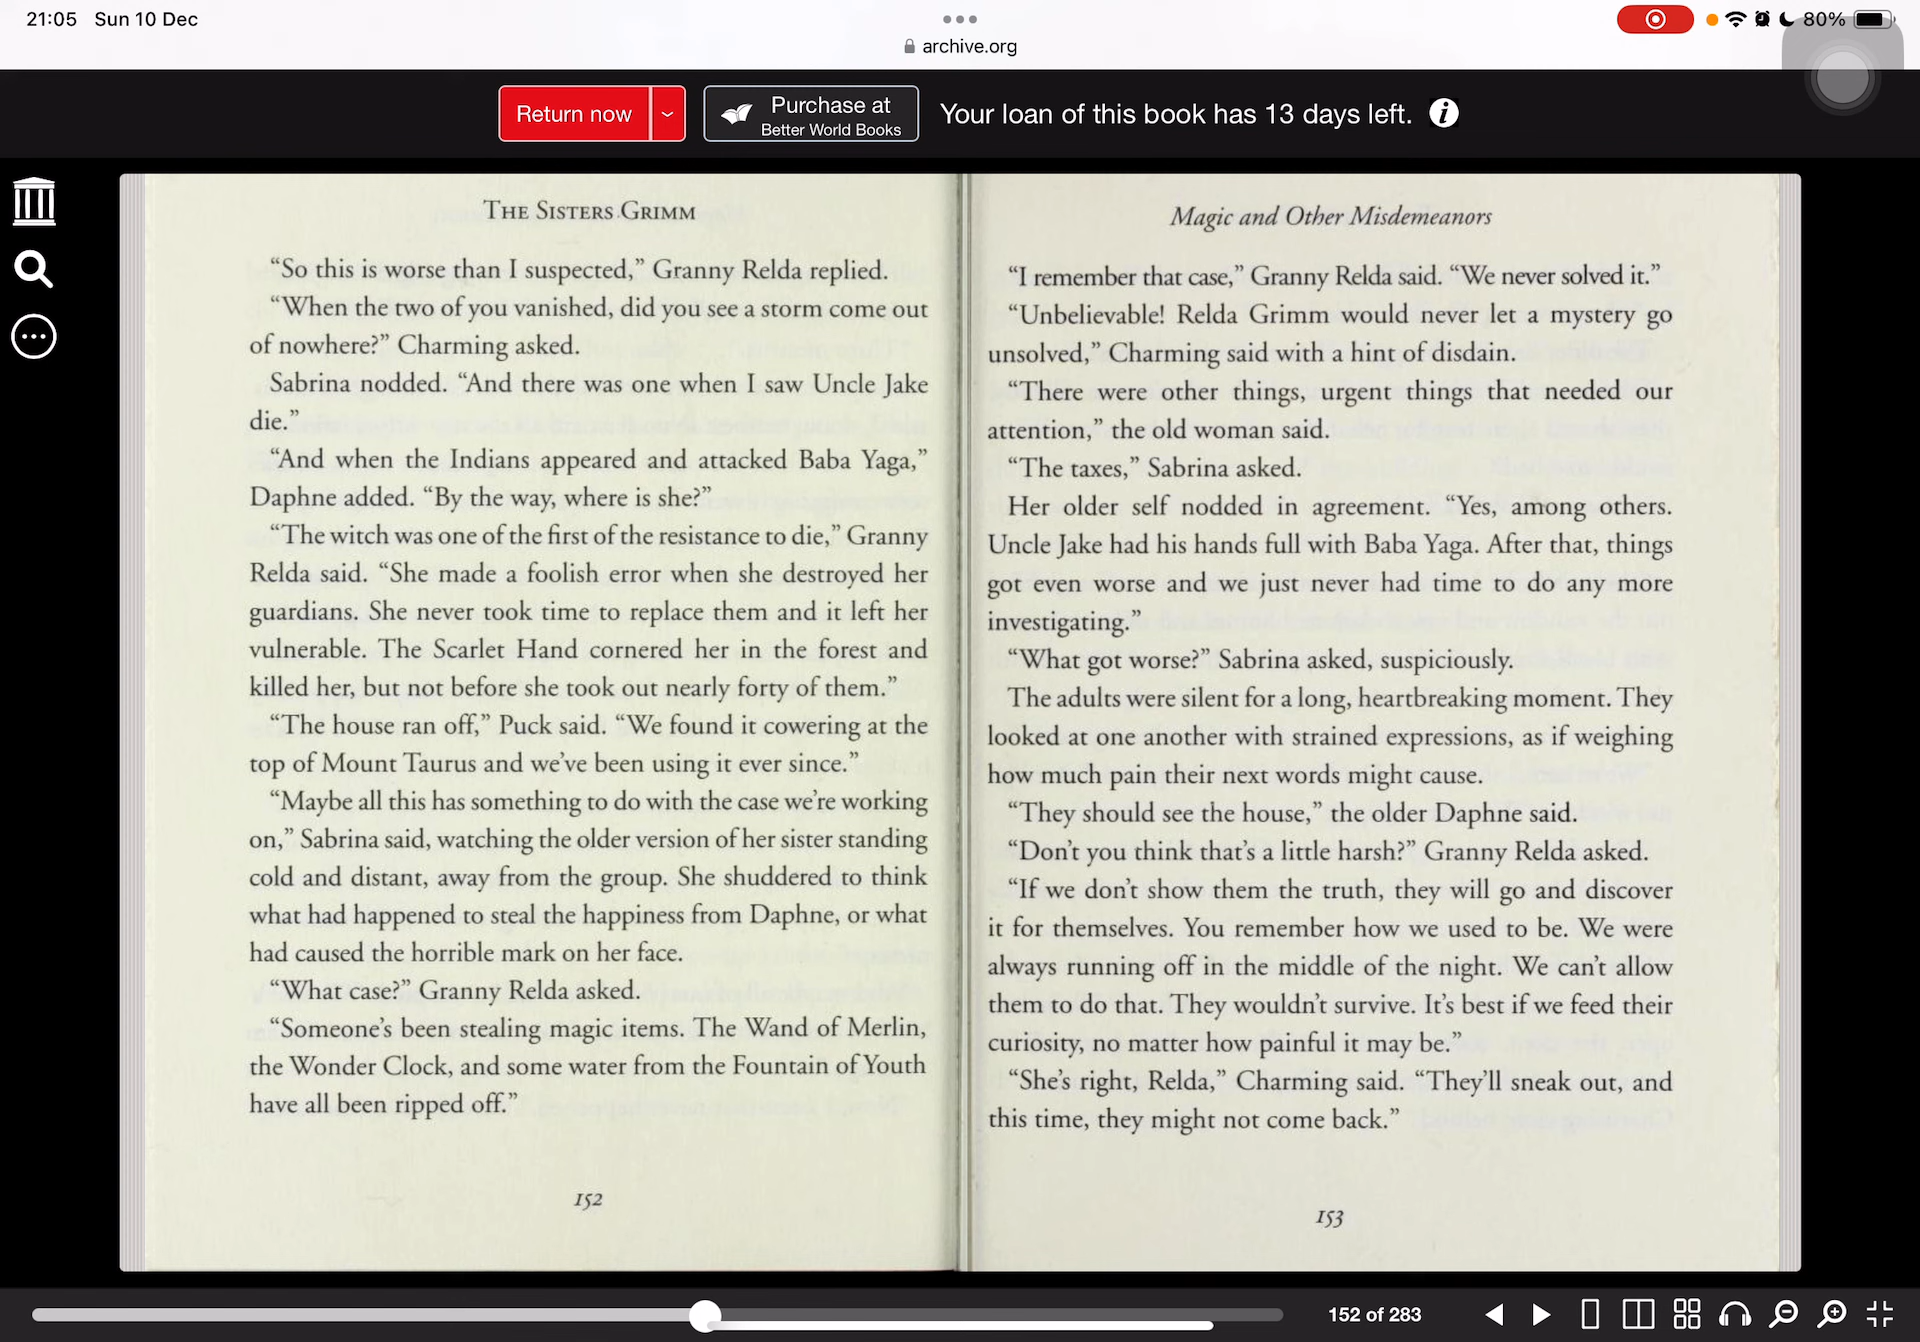 21:05 Sun 10 Dec
80%
archive.org
Return now
Purchase at
Better World Books
Your loan of this book has 13 days left.
THE SISTERS GRIMM
“So this is worse than I suspected,” Granny Relda replied.
“When the two of you vanished, did you see a storm come out
of nowhere?” Charming asked.
Sabrina nodded. “And there was one when I saw Uncle Jake
die.”
“And when the Indians appeared and attacked Baba Yaga,”
Daphne added. “By the way, where is she?”
“The witch was one of the first of the resistance to die,” Granny
Relda said. “She made a foolish error when she destroyed her
guardians. She never took time to replace them and it left her
vulnerable. The Scarlet Hand cornered her in the forest and
killed her, but not before she took out nearly forty of them.”
“The house ran off,” Puck said. “We found it cowering at the
top of Mount Taurus and we’ve been using it ever since.”
“Maybe all this has something to do with the case we’re working
on,” Sabrina said, watching the older version of her sister standing
cold and distant, away from the group. She shuddered to think
what had happened to steal the happiness from Daphne, or what
had caused the horrible mark on her face.
“What case?” Granny Relda asked.
“Someone’s been stealing magic items. The Wand of Merlin,
the Wonder Clock, and some water from the Fountain of Youth
have all been ripped off.”
152
Magic and Other Misdemeanors
“I remember that case,” Granny Relda said. “We never solved it.”
“Unbelievable! Relda Grimm would never let a mystery go
unsolved,” Charming said with a hint of disdain.
“There were other things, urgent things that needed our
attention,” the old woman said.
“The taxes,” Sabrina asked.
Her older self nodded in agreement. “Yes, among others.
Uncle Jake had his hands full with Baba Yaga. After that, things
got even worse and we just never had time to do any more
investigating.”
“What got worse?” Sabrina asked, suspiciously.
The adults were silent for a long, heartbreaking moment. They
looked at one another with strained expressions, as if weighing
how much pain their next words might cause.
“They should see the house,” the older Daphne said.
“Don’t you think that’s a little harsh?” Granny Relda asked.
“If we don’t show them the truth, they will go and discover
it for themselves. You remember how we used to be. We were
always running off in the middle of the night. We can’t allow
them to do that. They wouldn’t survive. It’s best if we feed their
curiosity, no matter how painful it may be.”
“She’s right, Relda,” Charming said. “They’ll sneak out, and
this time, they might not come back.”
153
152 of 283